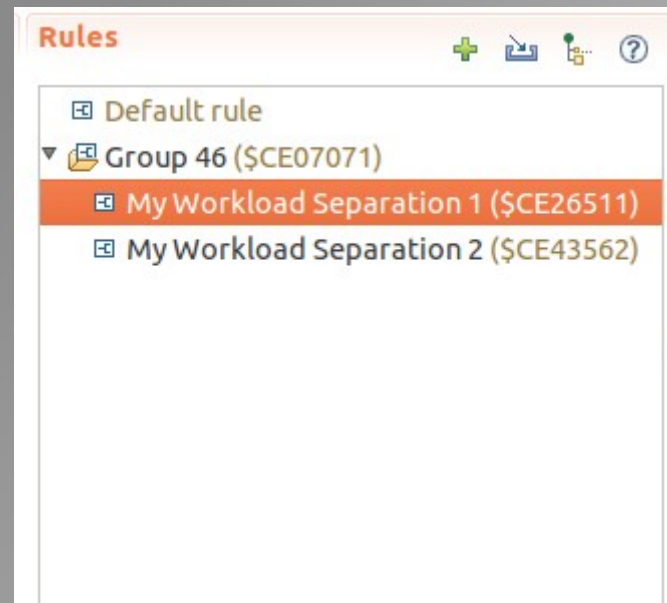 Rules
Default rule
Group 46 ($CE07071)
My Workload Separation 1 ($CE26511)
My Workload Separation 2 ($CE43562)